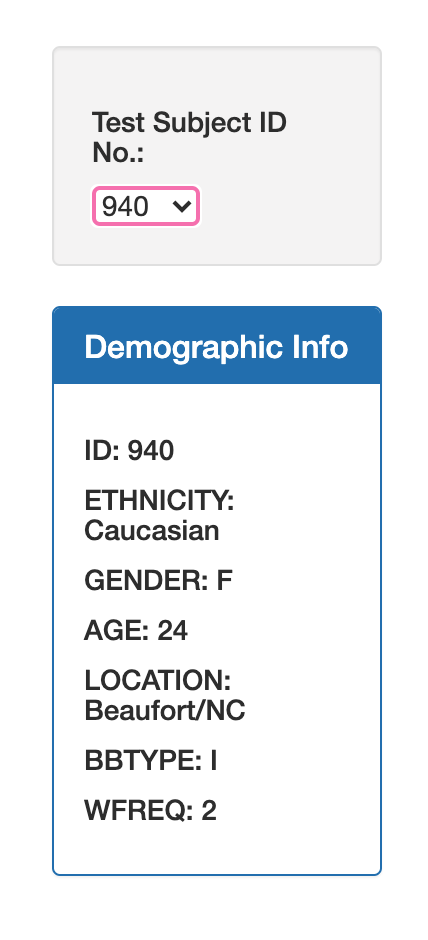 Test Subject ID
No.:
940
Demographic Info
ID: 940
ETHNICITY:
Caucasian
GENDER: F
AGE: 24
LOCATION:
Beaufort/NC
BBTYPE: I
WFREQ: 2